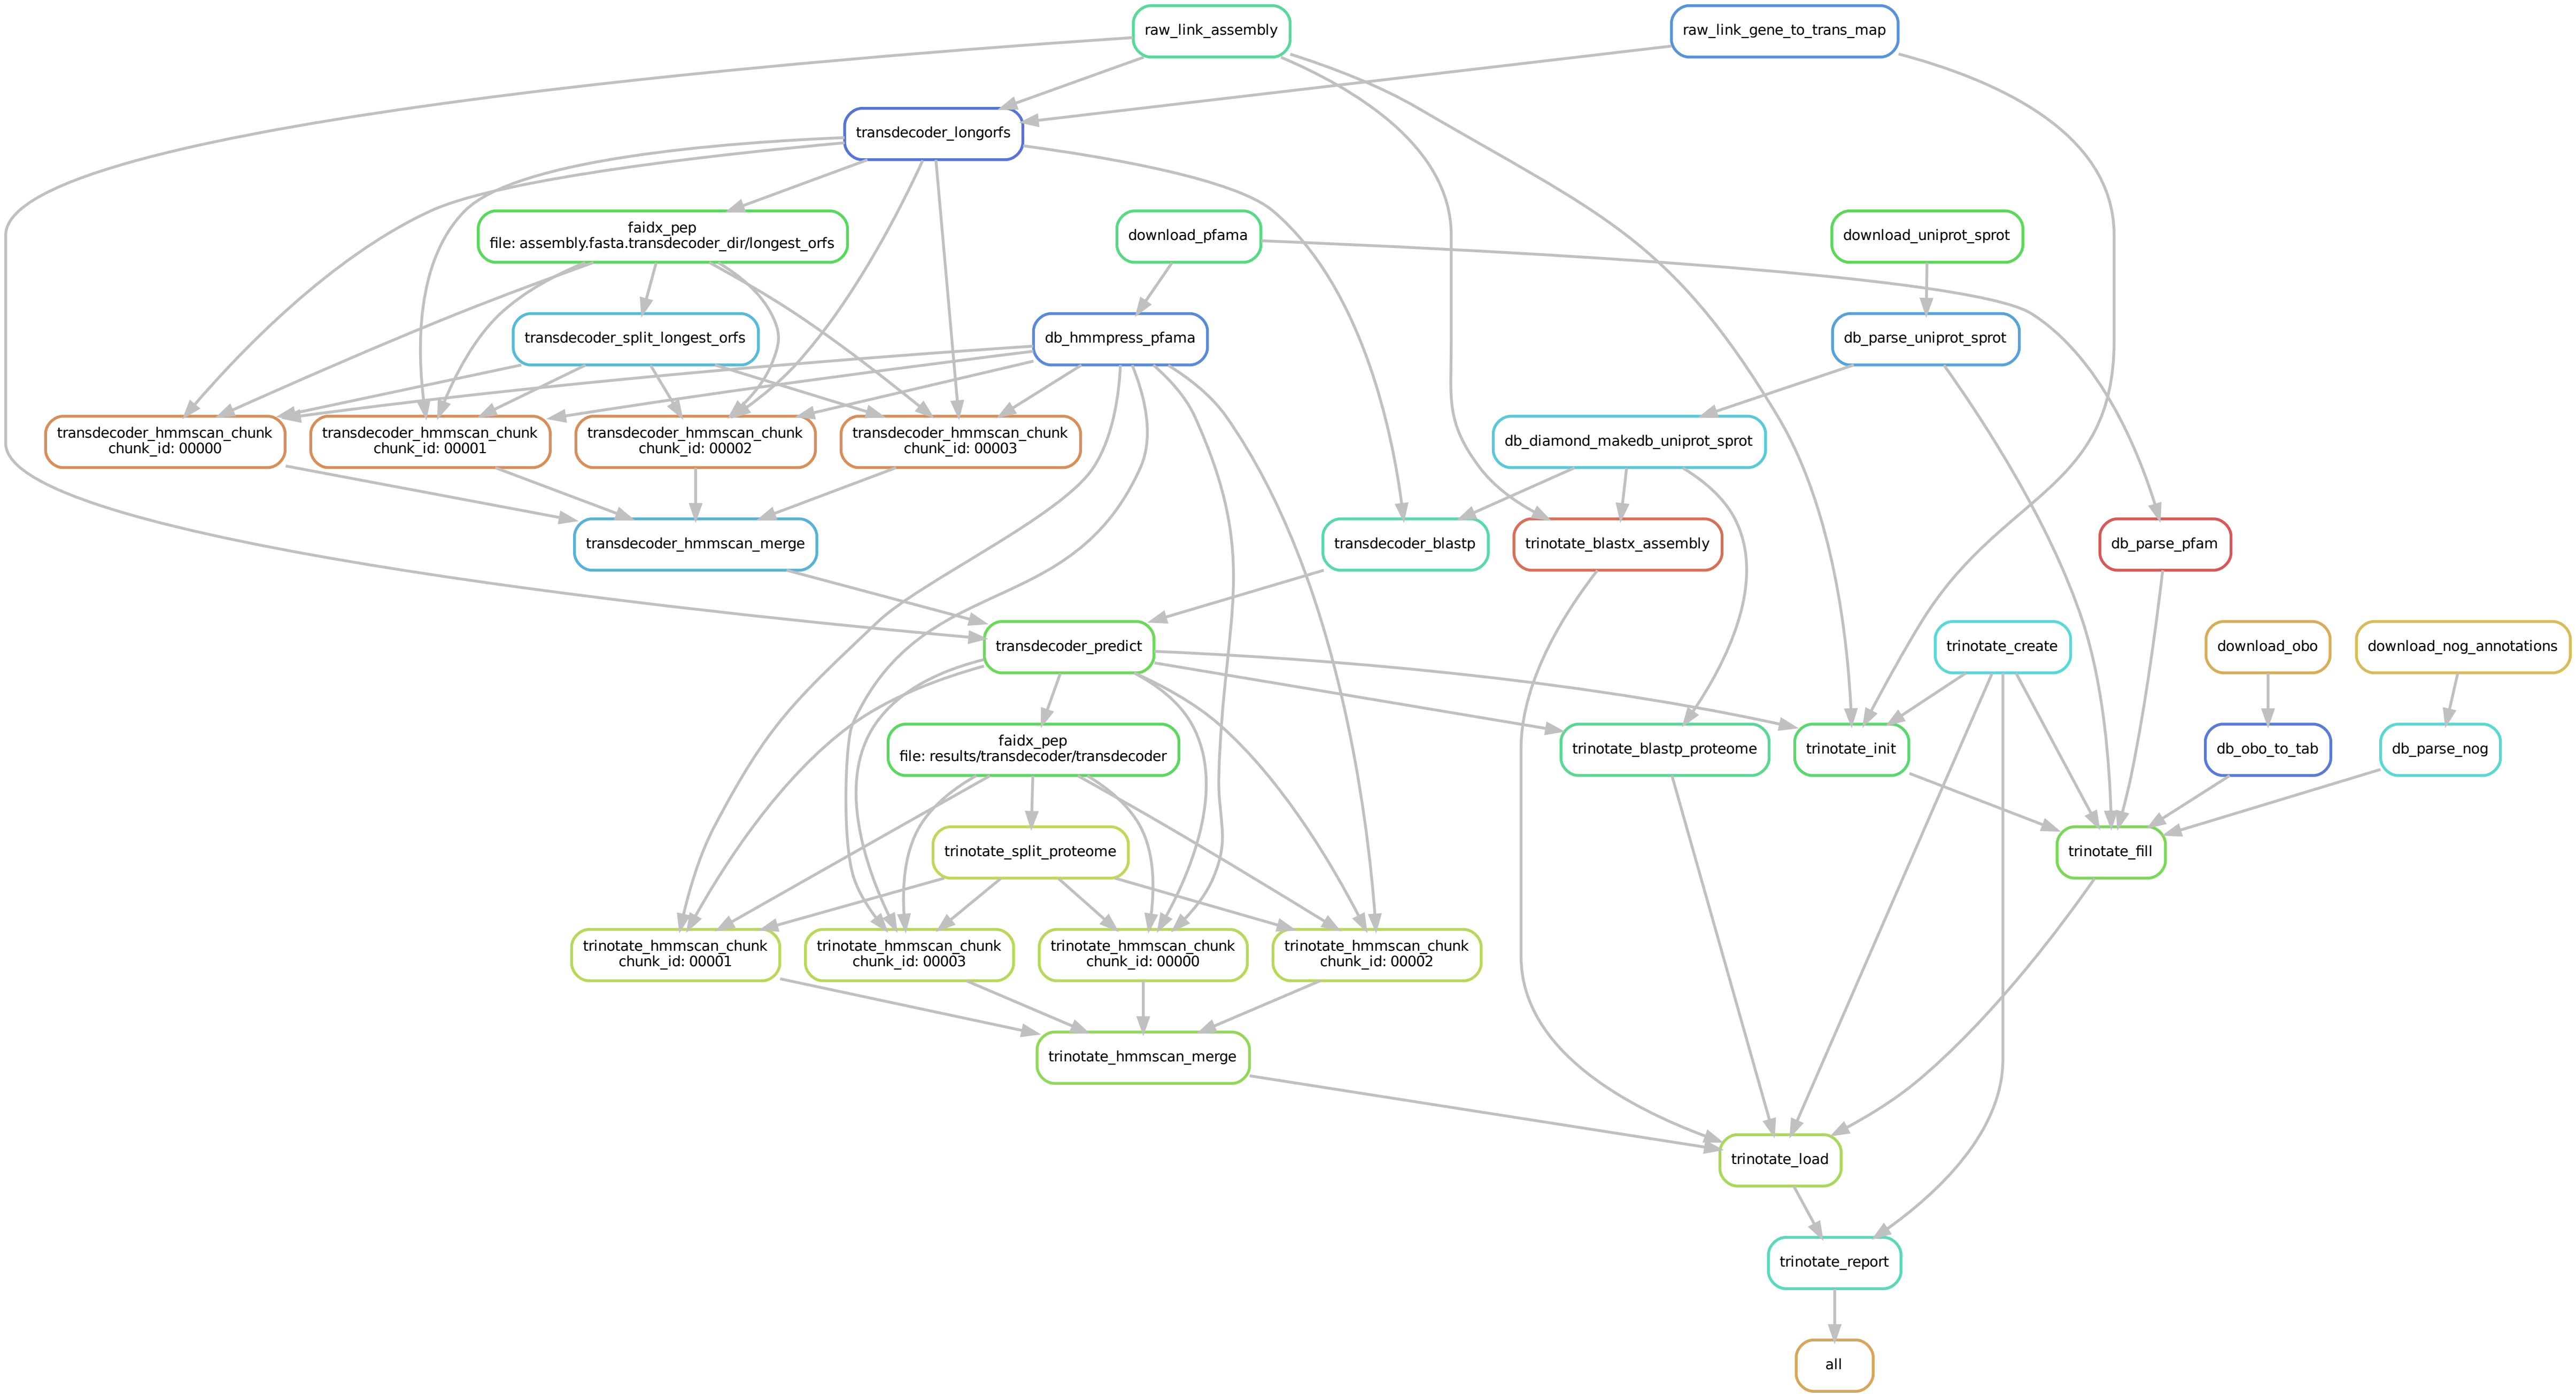 raw_link_assembly
raw_link_gene_to_trans_map
transdecoder_longorfs
faidx_pep
file: assembly.fasta.transdecoder_dir/longest_orfs
download_pfama
download_uniprot_sprot
transdecoder_split_longest_orfs
db_hmmpress_pfama
db_parse_uniprot_sprot
transdecoder_hmmscan_chunk
chunk_id: 00000
transdecoder_hmmscan_chunk
chunk_id: 00001
transdecoder_hmmscan_chunk
chunk_id: 00002
transdecoder_hmmscan_chunk
chunk_id: 00003
db_diamond_makedb_uniprot_sprot
transdecoder_hmmscan_merge
transdecoder_blastp
trinotate_blastx_assembly
db_parse_pfam
transdecoder_predict
trinotate_create
download_obo
download_nog_annotations
faidx_pep
file: results/transdecoder/transdecoder
trinotate_blastp_proteome
trinotate_init
db_obo_to_tab
db_parse_nog
trinotate_split_proteome
trinotate_fill
trinotate_hmmscan_chunk
chunk_id: 00001
trinotate_hmmscan_chunk
chunk_id: 00003
trinotate_hmmscan_chunk
chunk_id: 00000
trinotate_hmmscan_chunk
chunk_id: 00002
trinotate_hmmscan_merge
trinotate_load
trinotate_report
all